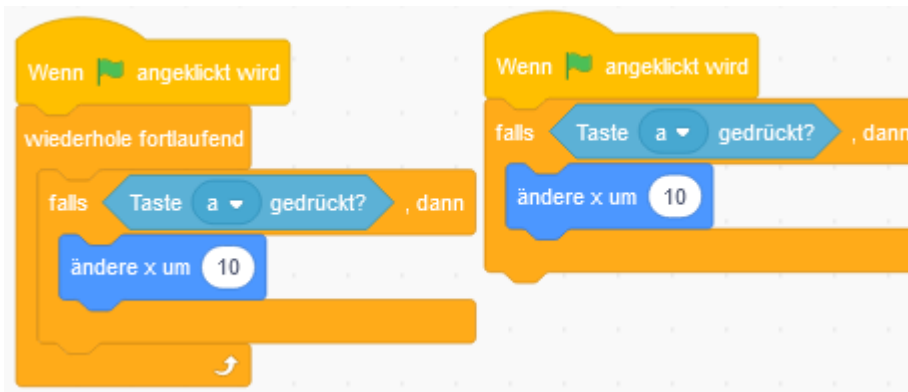 Wenn angeklickt wird
wiederhole fortlaufend
falls Taste a gedrückt? , dann
ändere x um 10
Wenn angeklickt wird
falls Taste a gedrückt? , dann
ändere x um 10